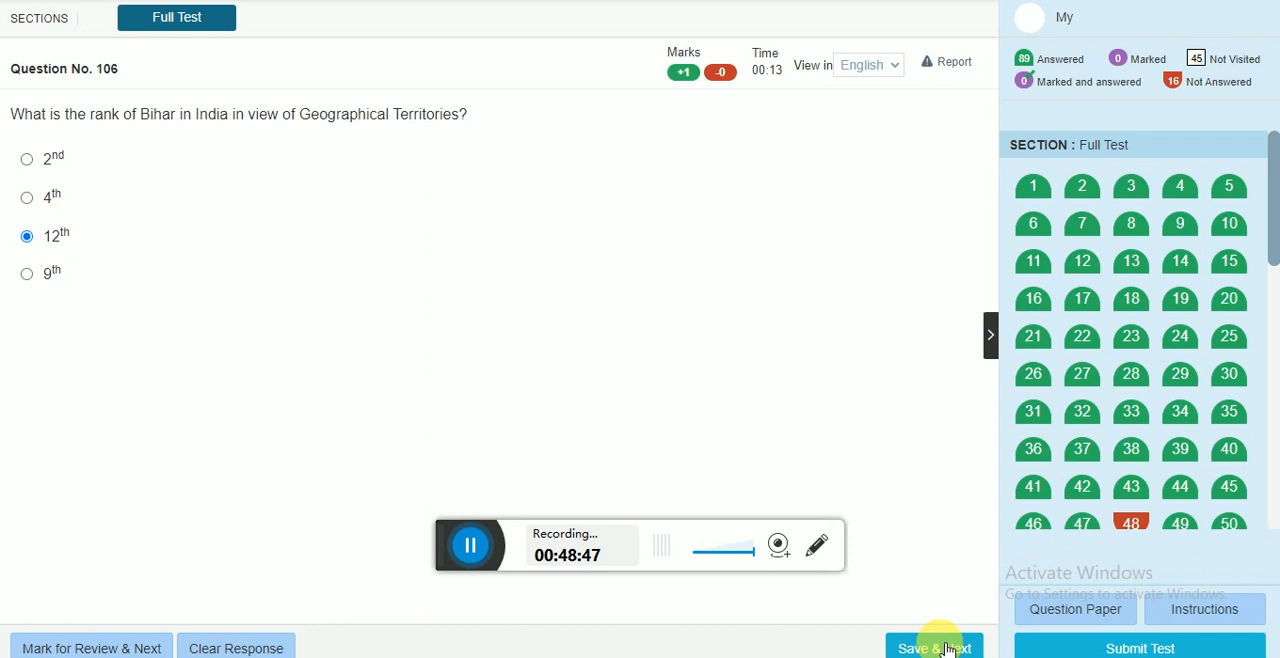 SECTIONS
Full Test
Question No. 106
Marks
+1 -0
Time
00:13
View in English
Report
What is the rank of Bihar in India in view of Geographical Territories?
2nd
4th
12th
9th
Recording...
00:48:47
Mark for Review & Next
Clear Response
Save & Next
My
89 Answered
0 Marked
45 Not Visited
0 Marked and answered
16 Not Answered
SECTION : Full Test
1 2 3 4 5
6 7 8 9 10
11 12 13 14 15
16 17 18 19 20
21 22 23 24 25
26 27 28 29 30
31 32 33 34 35
36 37 38 39 40
41 42 43 44 45
46 47 48 49 50
Activate Windows
Go to Settings to activate Windows.
Question Paper
Instructions
Submit Test